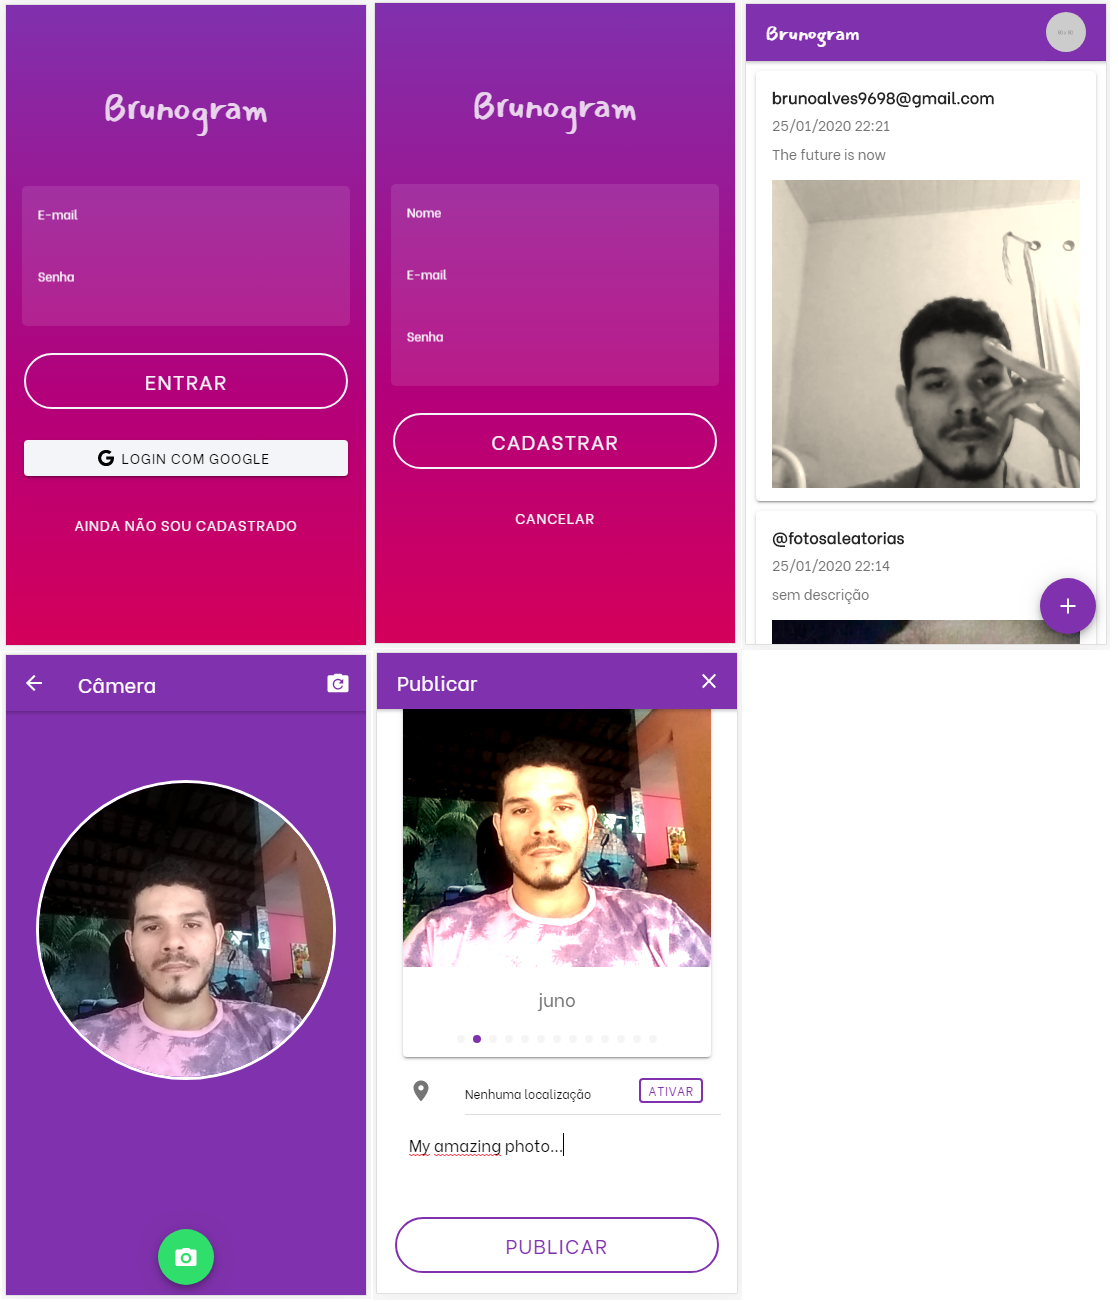 Brunogram
E-mail
Senha
ENTRAR
LOGIN COM GOOGLE
AINDA NÃO SOU CADASTRADO
Brunogram
Nome
E-mail
Senha
CADASTRAR
CANCELAR
Brunogram
brunoalves9698@gmail.com
25/01/2020 22:21
The future is now
@fotosaleatorias
25/01/2020 22:14
sem descrição
Câmera
Publicar
juno
Nenhuma localização
ATIVAR
My amazing photo...
PUBLICAR